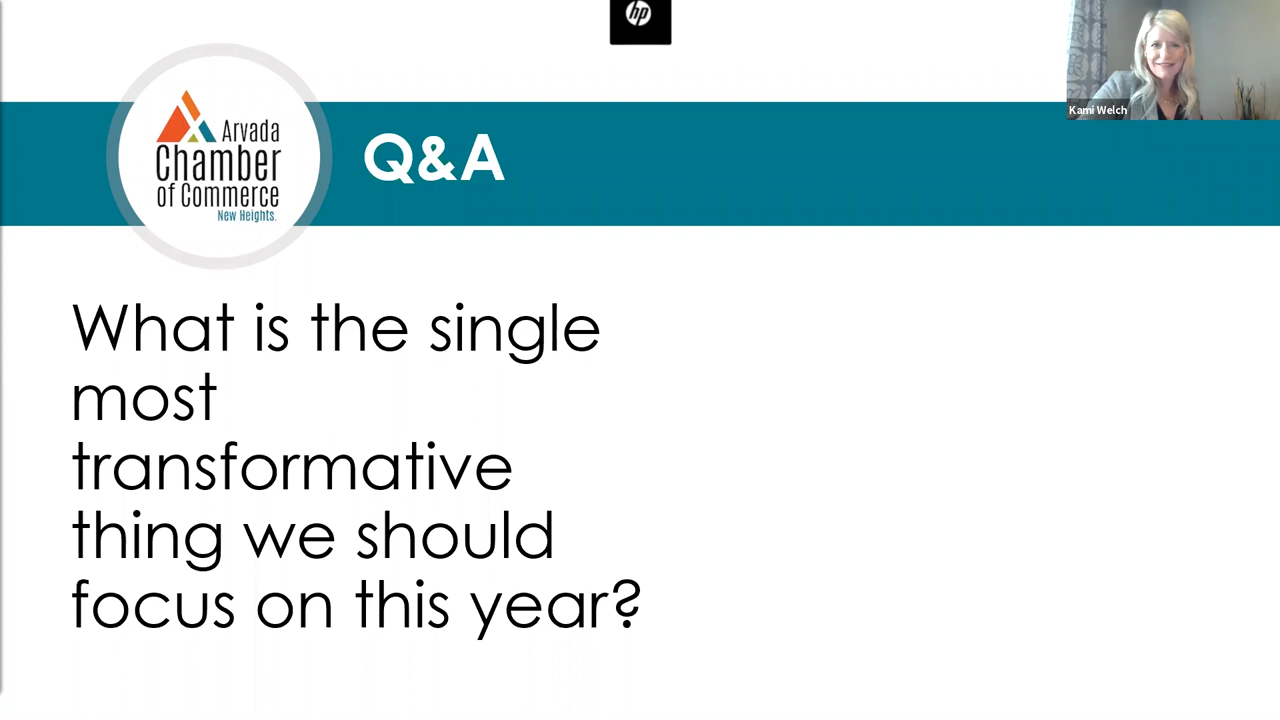 hp
Kami Welch
Arvada
Chamber
of Commerce
New Heights.
Q&A
What is the single
most
transformative
thing we should
focus on this year?